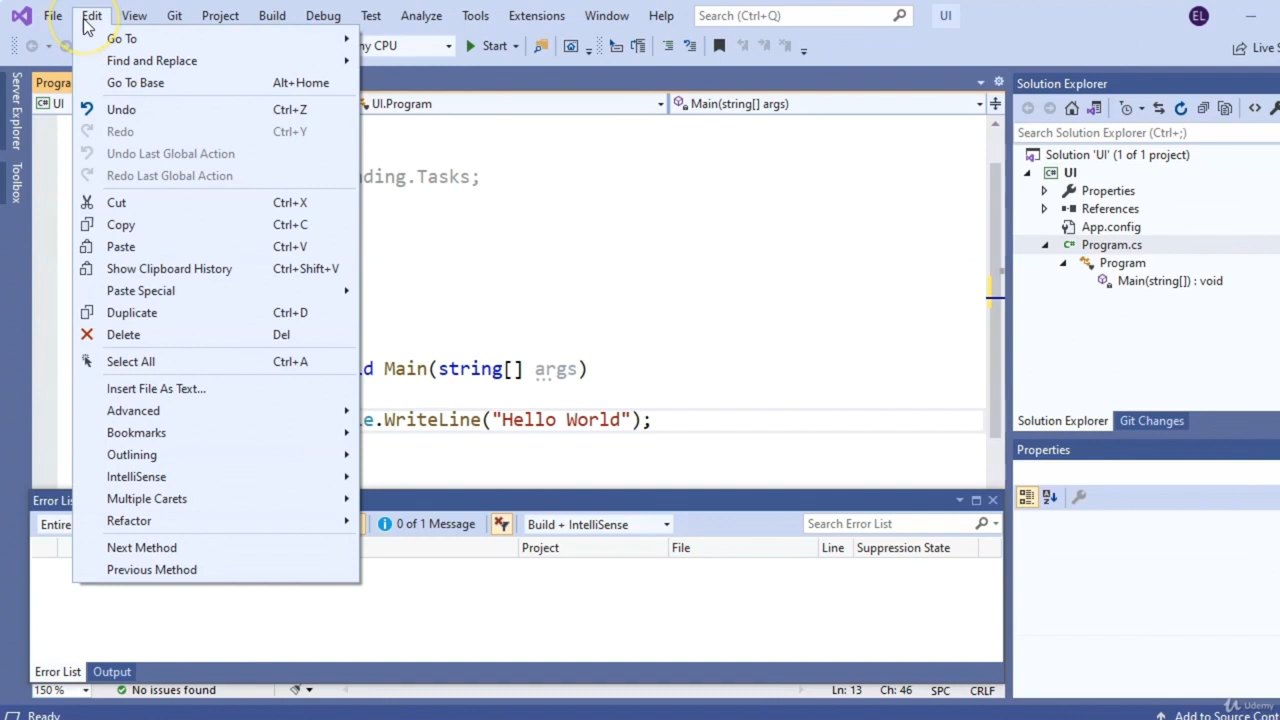 File Edit View Git Project Build Debug Test Analyze Tools Extensions Window Help Search (Ctrl+Q) UI EL
CPU Start Live
Server Explorer
Toolbox
Go To
Find and Replace
Go To Base Alt+Home
Undo Ctrl+Z
Redo Ctrl+Y
Undo Last Global Action
Redo Last Global Action
Cut Ctrl+X
Copy Ctrl+C
Paste Ctrl+V
Show Clipboard History Ctrl+Shift+V
Paste Special
Duplicate Ctrl+D
Delete Del
Select All Ctrl+A
Insert File As Text...
Advanced
Bookmarks
Outlining
IntelliSense
Multiple Carets
Refactor
Next Method
Previous Method
UI UI.Program Main(string[] args)
ding.Tasks;
d Main(string[] args)
e.WriteLine("Hello World");
Solution Explorer
Search Solution Explorer (Ctrl+;)
Solution 'UI' (1 of 1 project)
UI
Properties
References
App.config
Program.cs
Program
Main(string[]) : void
Solution Explorer Git Changes
Properties
Error Lis
Entire 0 of 1 Message Build + IntelliSense Search Error List
Project File Line Suppression State
Error List Output
150 % No issues found Ln: 13 Ch: 46 SPC CRLF
Ready Add to Source Cont
Udemy